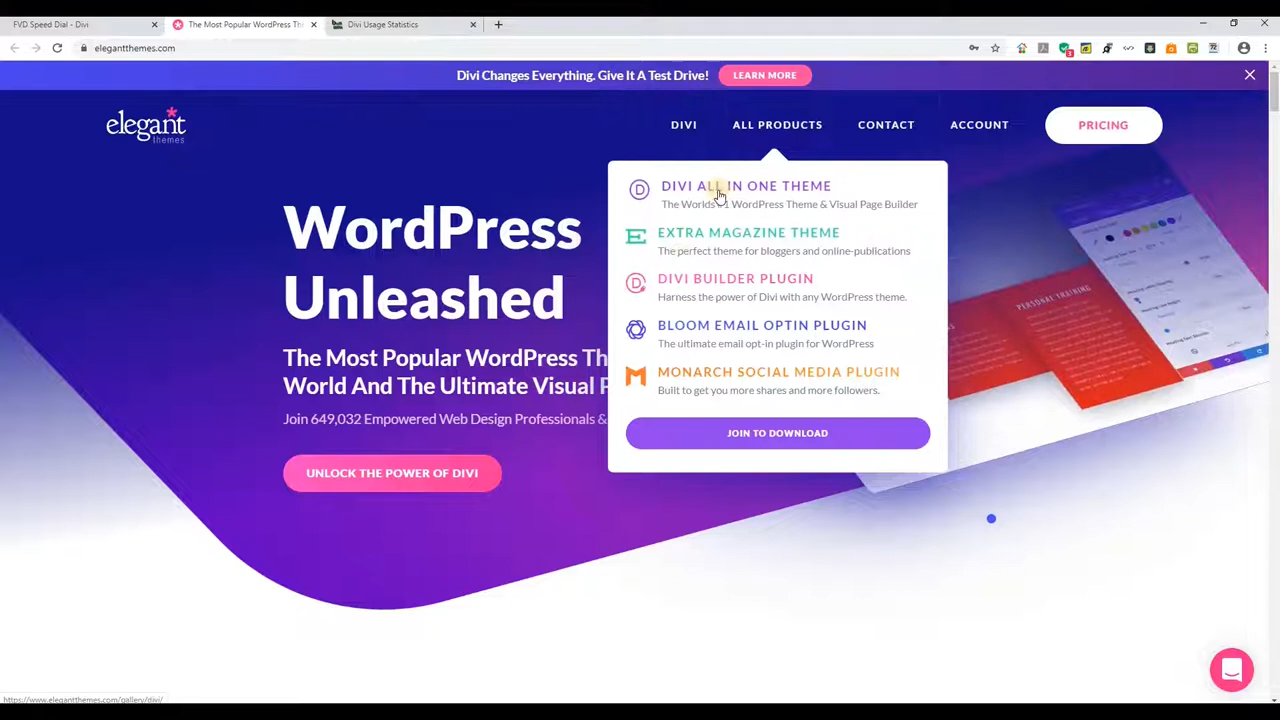 FVD Speed Dial - Divi
The Most Popular WordPress Th
Divi Usage Statistics
elegantthemes.com
Divi Changes Everything. Give It A Test Drive! LEARN MORE
elegant
themes
DIVI ALL PRODUCTS CONTACT ACCOUNT PRICING
DIVI ALL IN ONE THEME
The Worlds #1 WordPress Theme & Visual Page Builder
EXTRA MAGAZINE THEME
The perfect theme for bloggers and online-publications
DIVI BUILDER PLUGIN
Harness the power of Divi with any WordPress theme.
BLOOM EMAIL OPTIN PLUGIN
The ultimate email opt-in plugin for WordPress
MONARCH SOCIAL MEDIA PLUGIN
Built to get you more shares and more followers.
JOIN TO DOWNLOAD
WordPress
Unleashed
The Most Popular WordPress Th
World And The Ultimate Visual P
Join 649,032 Empowered Web Design Professionals &
UNLOCK THE POWER OF DIVI
PERSONAL TRAINING
https://www.elegantthemes.com/gallery/divi/